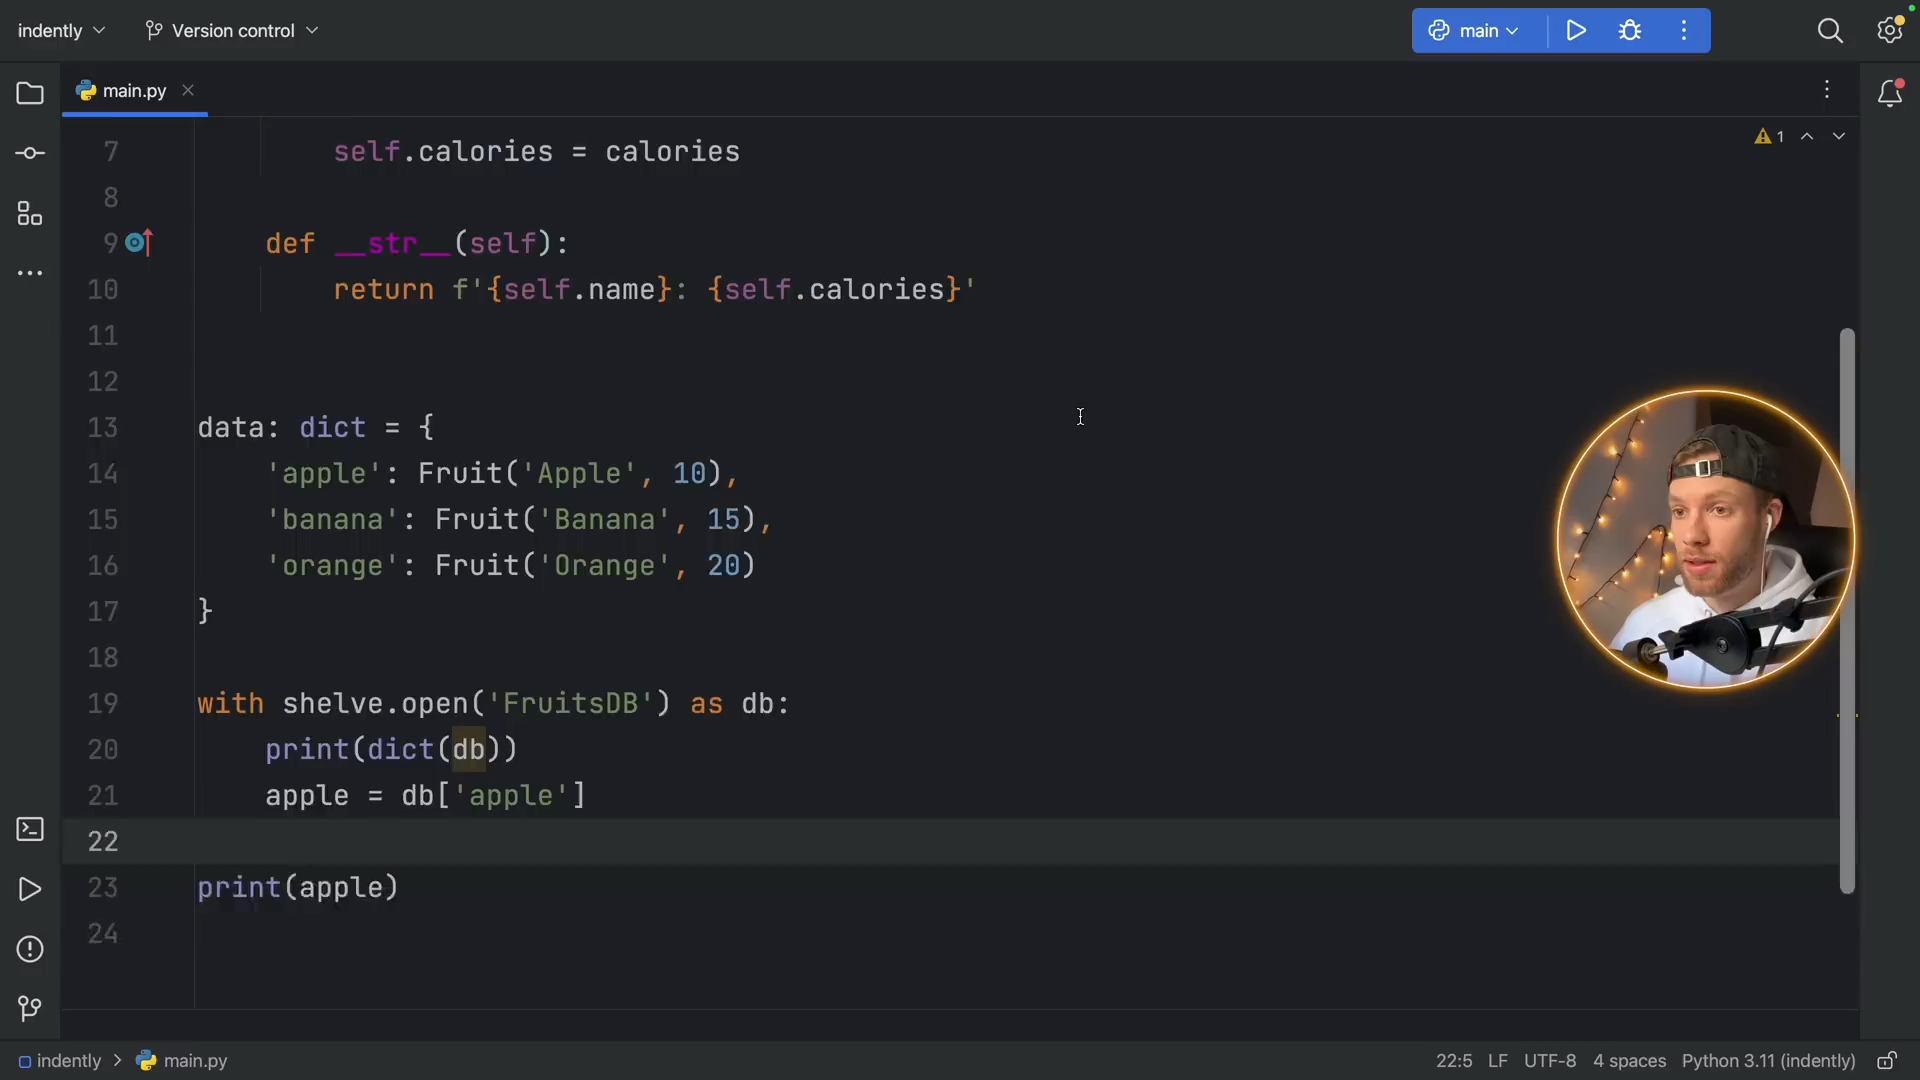 indently
Version control
main
main.py
1
7 self.calories = calories
8
9 def __str__(self):
10 return f'{self.name}: {self.calories}'
11
12
13 data: dict = {
14 'apple': Fruit('Apple', 10),
15 'banana': Fruit('Banana', 15),
16 'orange': Fruit('Orange', 20)
17 }
18
19 with shelve.open('FruitsDB') as db:
20 print(dict(db))
21 apple = db['apple']
22
23 print(apple)
24
indently > main.py
22:5 LF UTF-8 4 spaces Python 3.11 (indently)